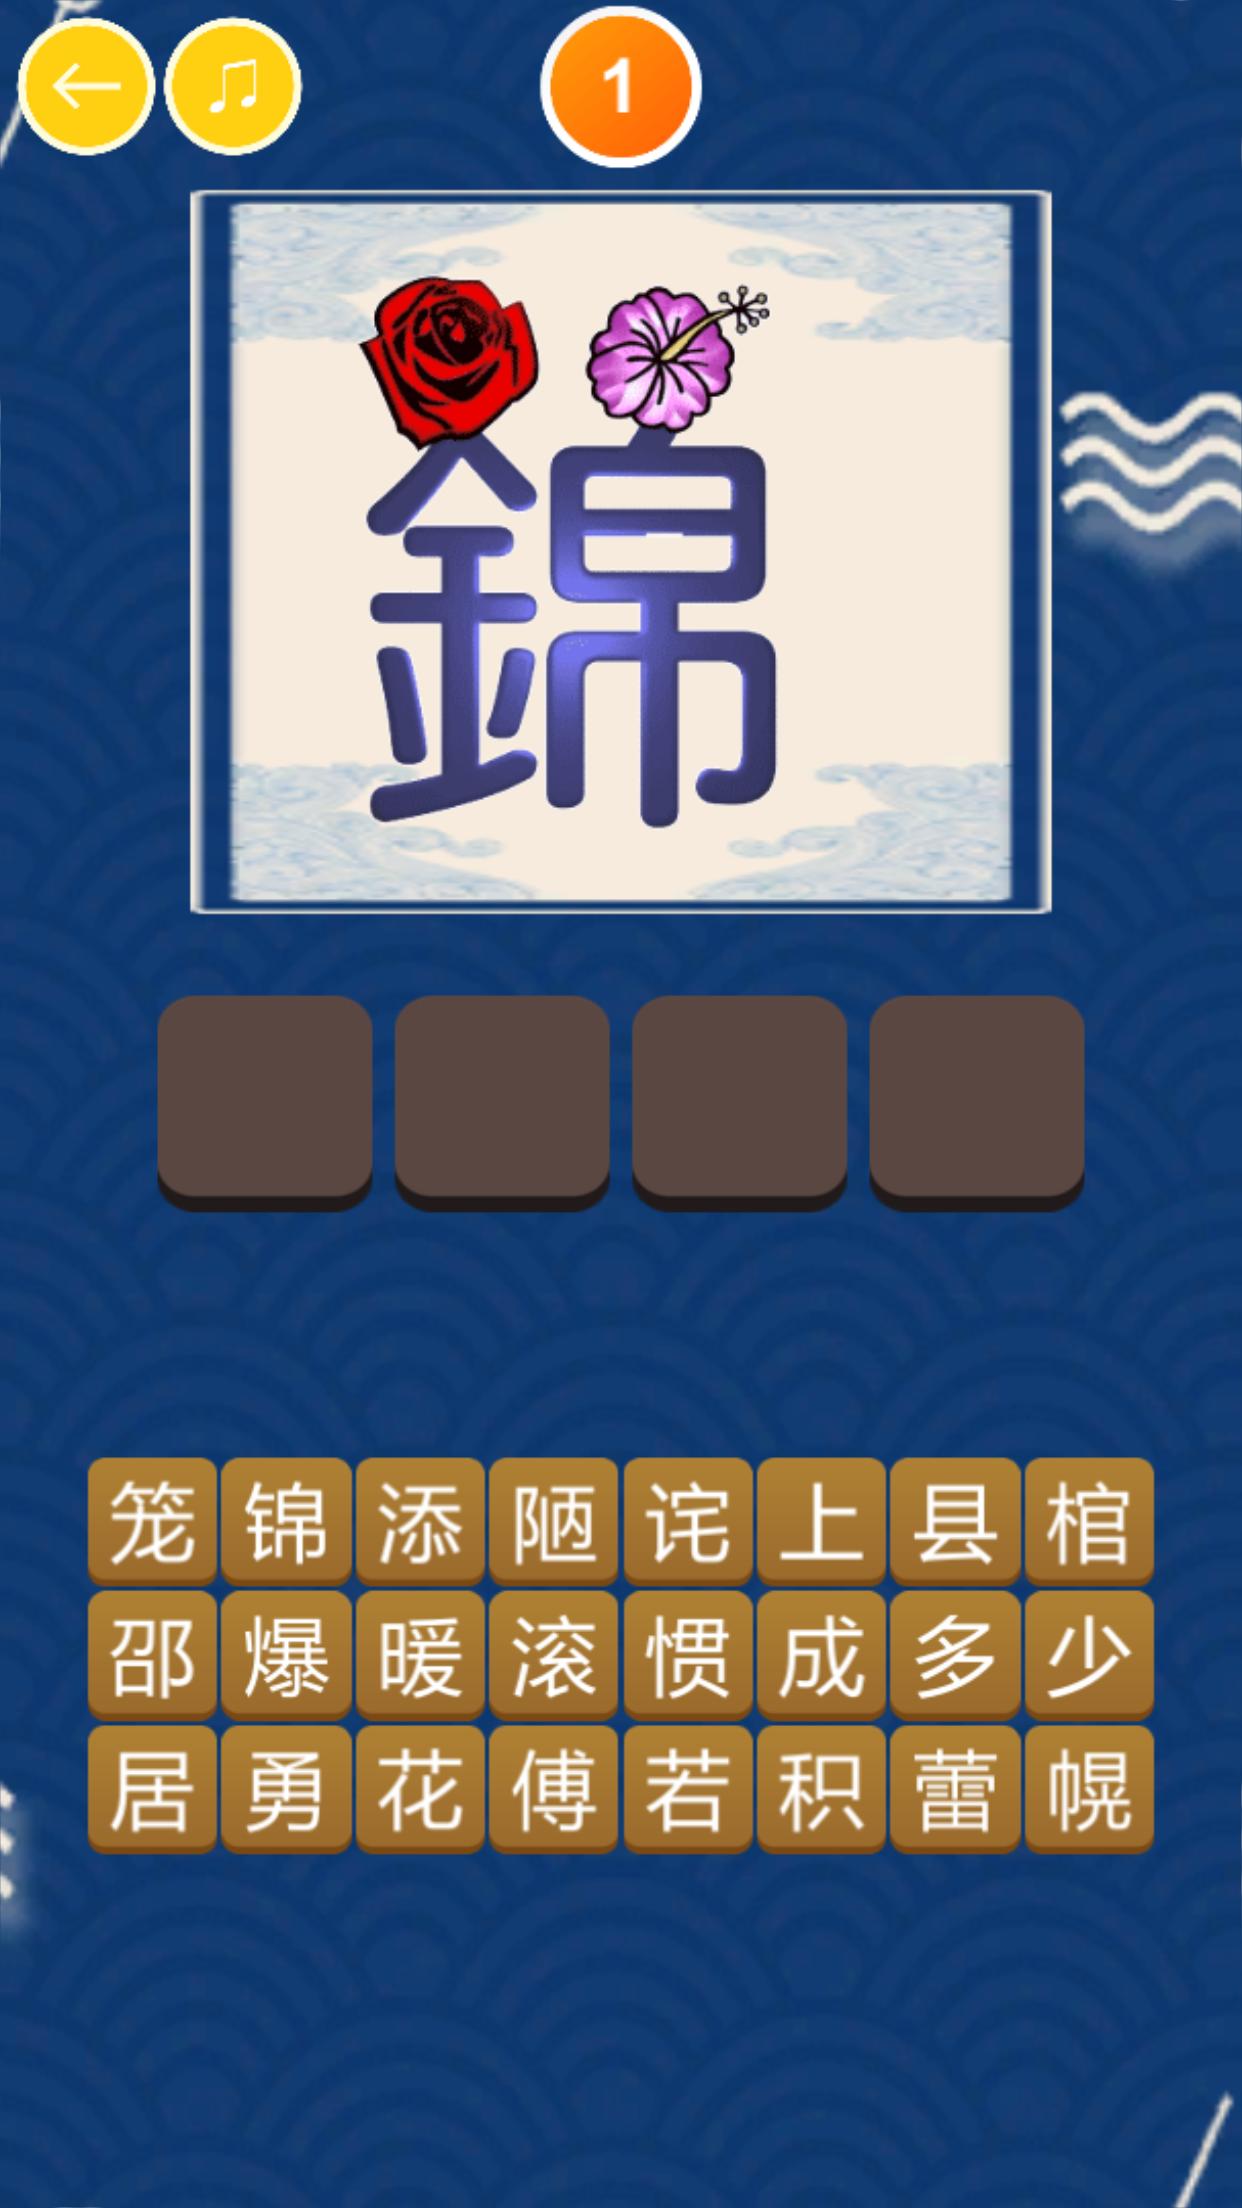 1
錦
笼锦添陋诧上县棺
邵爆暖滚惯成多少
居勇花傅若积蕾幌